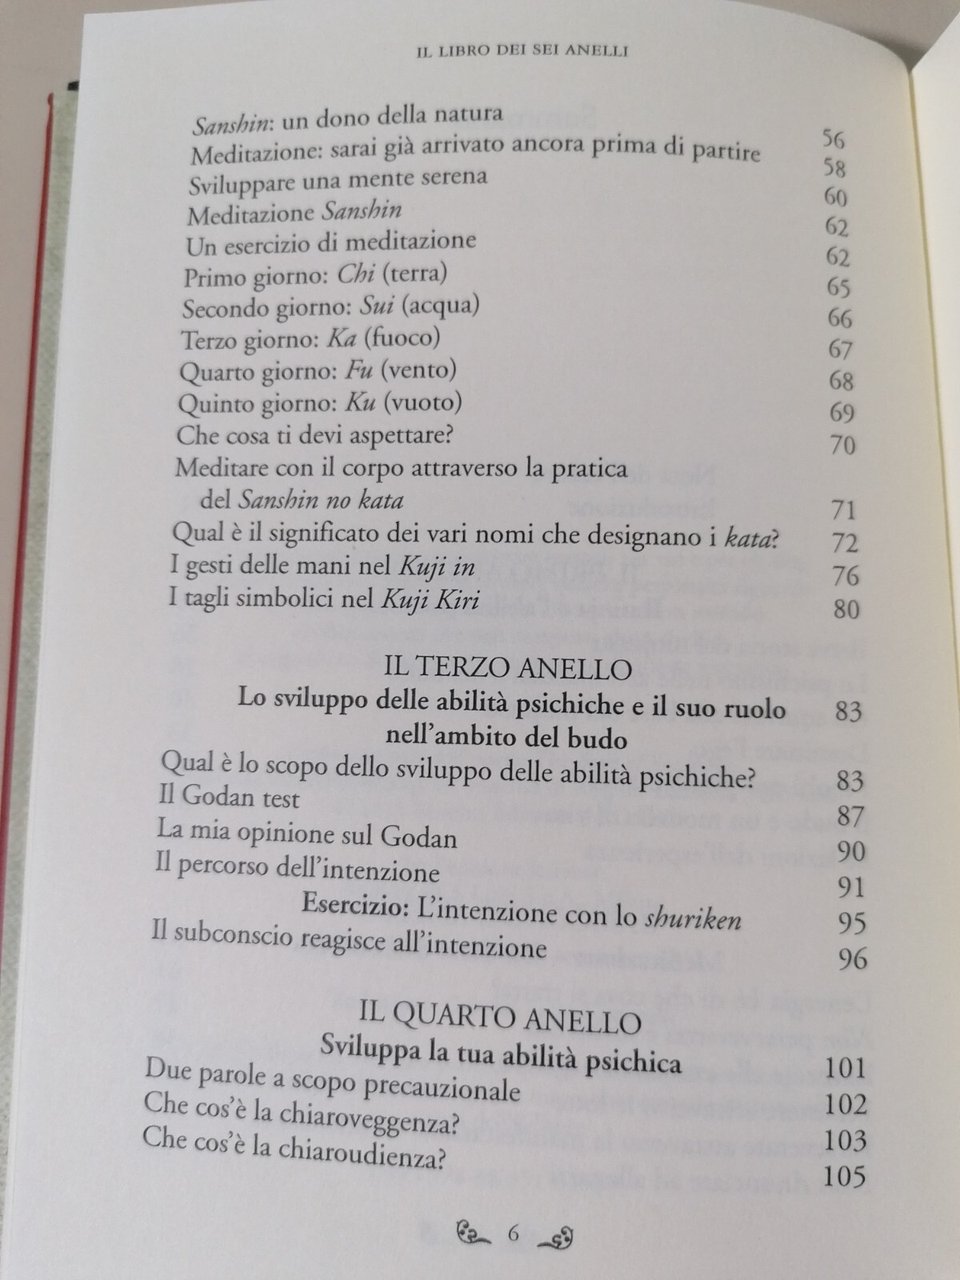 IL LIBRO DEI SEI ANELLI
Sanshin: un dono della natura 56
Meditazione: sarai già arrivato ancora prima di partire 58
Sviluppare una mente serena 60
Meditazione Sanshin 62
Un esercizio di meditazione 62
Primo giorno: Chi (terra) 65
Secondo giorno: Sui (acqua) 66
Terzo giorno: Ka (fuoco) 67
Quarto giorno: Fu (vento) 68
Quinto giorno: Ku (vuoto) 69
Che cosa ti devi aspettare? 70
Meditare con il corpo attraverso la pratica
del Sanshin no kata 71
Qual è il significato dei vari nomi che designano i kata? 72
I gesti delle mani nel Kuji in 76
I tagli simbolici nel Kuji Kiri 80
IL TERZO ANELLO
Lo sviluppo delle abilità psichiche e il suo ruolo 83
nell'ambito del budo
Qual è lo scopo dello sviluppo delle abilità psichiche? 83
Il Godan test 87
La mia opinione sul Godan 90
Il percorso dell'intenzione 91
Esercizio: L'intenzione con lo shuriken 95
Il subconscio reagisce all'intenzione 96
IL QUARTO ANELLO
Sviluppa la tua abilità psichica 101
Due parole a scopo precauzionale 102
Che cos'è la chiaroveggenza? 103
Che cos'è la chiaroudienza? 105
6